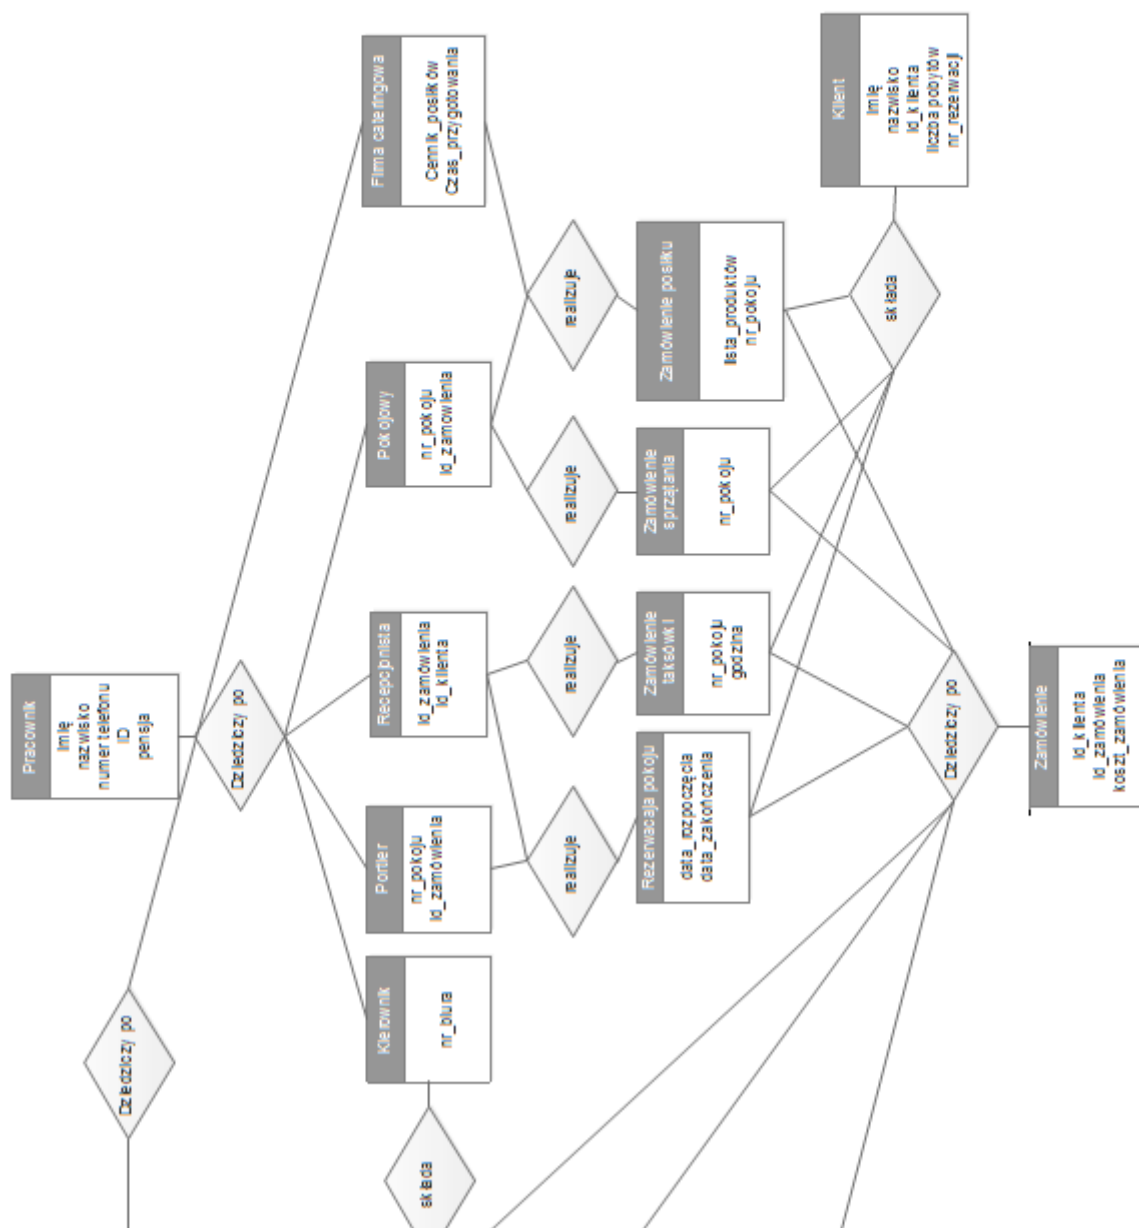 Pracownik
Imię
nazwisko
numer telefonu
ID
pensja
Dziedziczy po
Dziedziczy po
Firma cateringowa
Cennik_posiłków
Czas_przygotowania
Pokojowy
nr_pokoju
id_zamówienia
Recepcjonista
id_zamówienia
id_klienta
Portier
nr_pokoju
id_zamówienia
Kierownik
nr_biura
składa
realizuje
realizuje
realizuje
realizuje
Zamówienie posiłku
lista_produktów
nr_pokoju
Zamówienie
sprzątania
nr_pokoju
Zamówienie
taksówki
nr_pokoju
godzina
Rezerwacaja pokoju
data_rozpoczęcia
data_zakończenia
Klient
Imię
nazwisko
id_klienta
liczba pobytów
nr_rezerwacji
składa
Dziedziczy po
Zamówienie
id_klienta
id_zamówienia
koszt_zamówienia